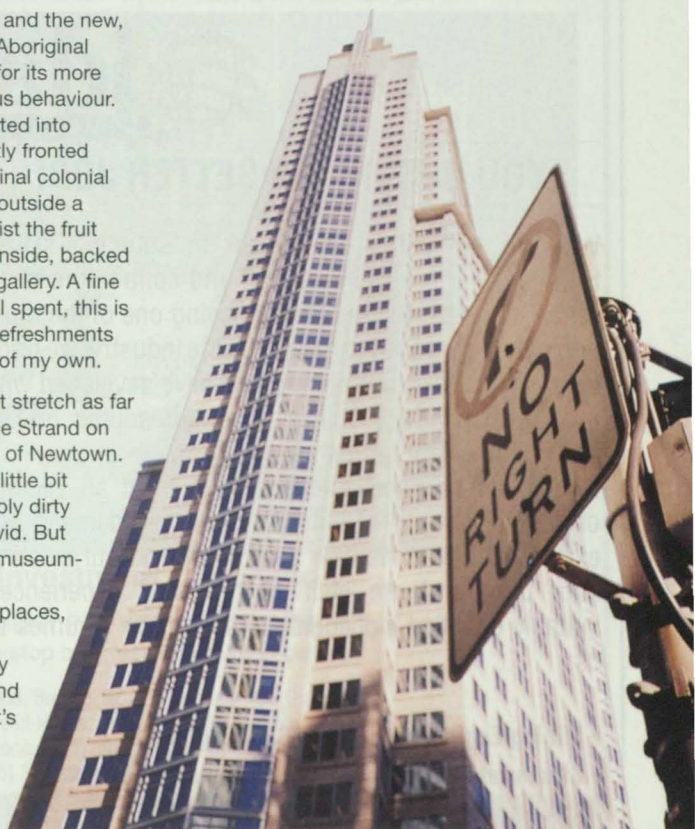 and the new,
Aboriginal
for its more
us behaviour.
ted into
tly fronted
inal colonial
outside a
ist the fruit
nside, backed
gallery. A fine
l spent, this is
efreshments
of my own.
t stretch as far
e Strand on
of Newtown.
little bit
bly dirty
vid. But
museum-
places,
y
nd
t's
NO
RIGHT
TURN